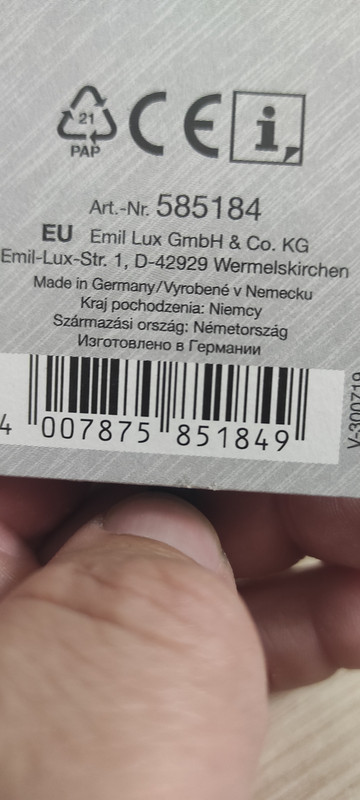 21
PAP
CE i
Art.-Nr. 585184
EU Emil Lux GmbH & Co. KG
Emil-Lux-Str. 1, D-42929 Wermelskirchen
Made in Germany/Vyrobené v Nemecku
Kraj pochodzenia: Niemcy
Származási ország: Németország
Изготовлено в Германии
4 007875 851849
V-300719